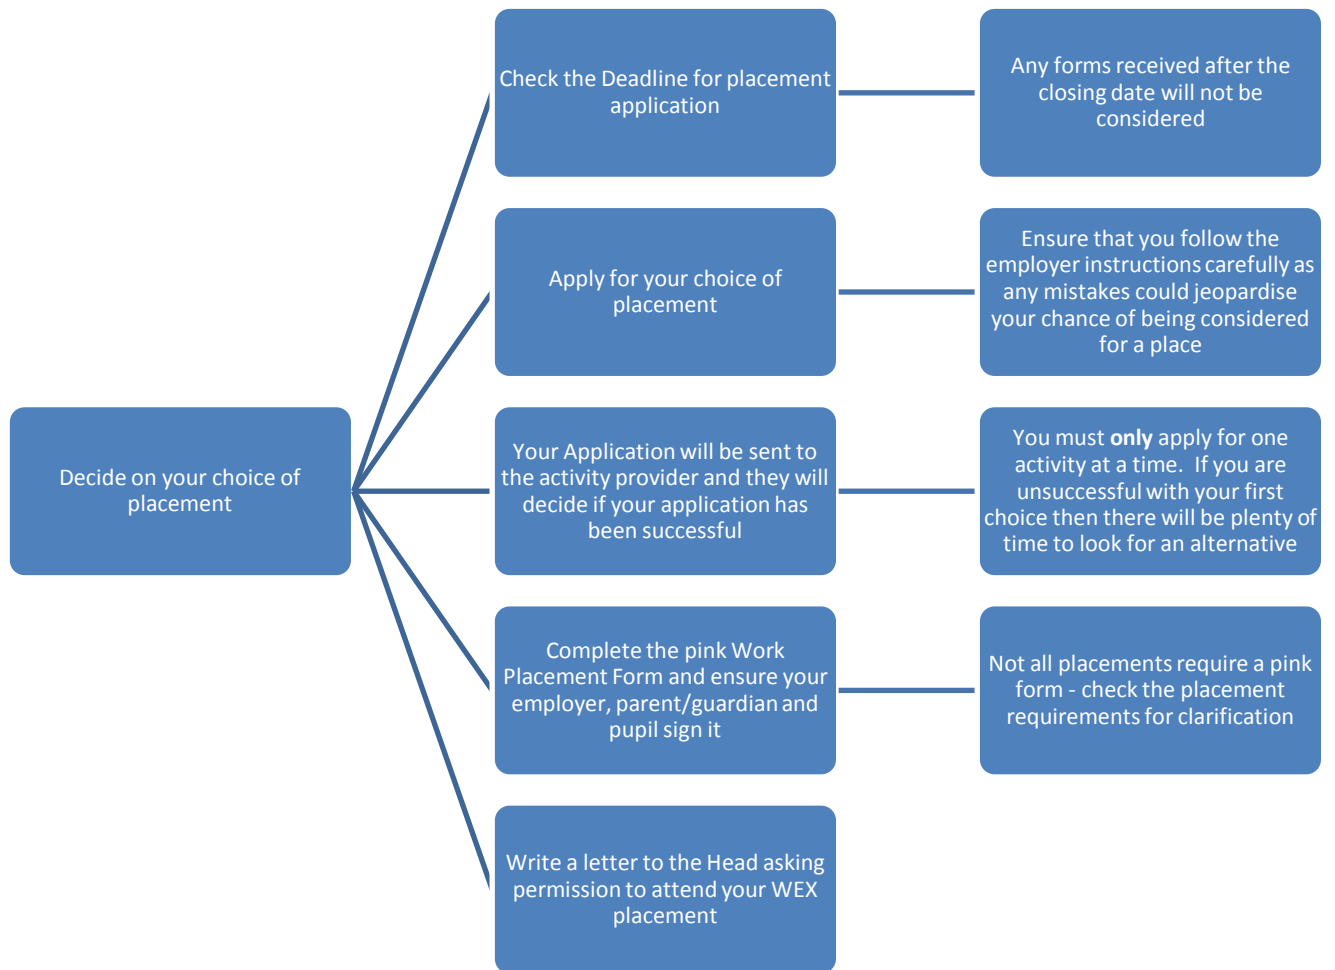 Check the Deadline for placement
application
Any forms received after the
closing date will not be
considered
Apply for your choice of
placement
Ensure that you follow the
employer instructions carefully as
any mistakes could jeopardise
your chance of being considered
for a place
Decide on your choice of
placement
Your Application will be sent to
the activity provider and they will
decide if your application has
been successful
You must only apply for one
activity at a time.  If you are
unsuccessful with your first
choice then there will be plenty of
time to look for an alternative
Complete the pink Work
Placement Form and ensure your
employer, parent/guardian and
pupil sign it
Not all placements require a pink
form - check the placement
requirements for clarification
Write a letter to the Head asking
permission to attend your WEX
placement